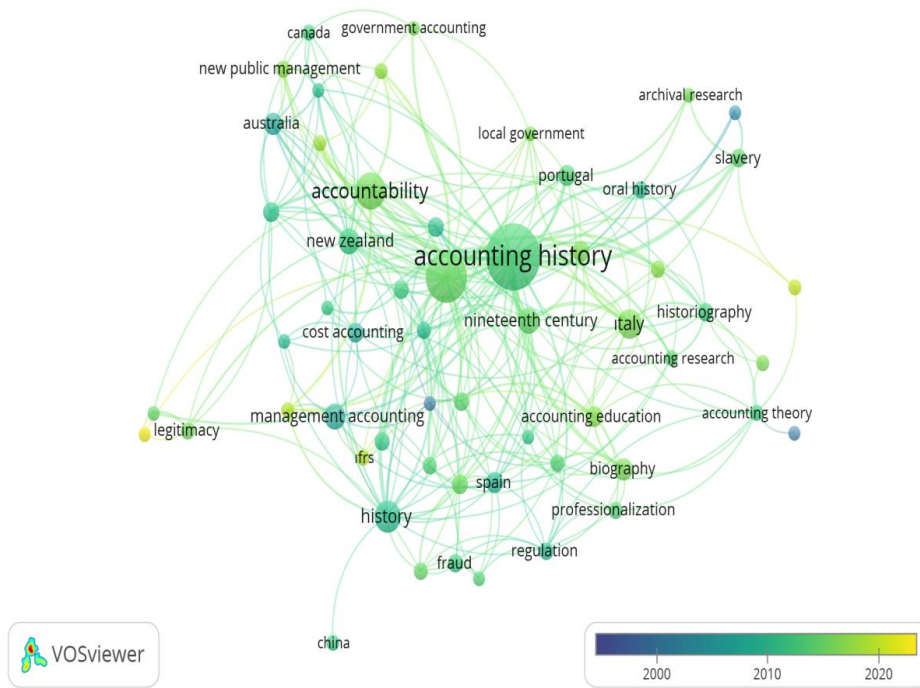 canada
government accounting
new public management
archival research
australia
local government
slavery
portugal
oral history
accountability
new zealand
accounting history
nineteenth century
italy
historiography
cost accounting
accounting research
management accounting
accounting education
accounting theory
legitimacy
ifrs
biography
spain
professionalization
history
regulation
fraud
china
VOSviewer
2000
2010
2020